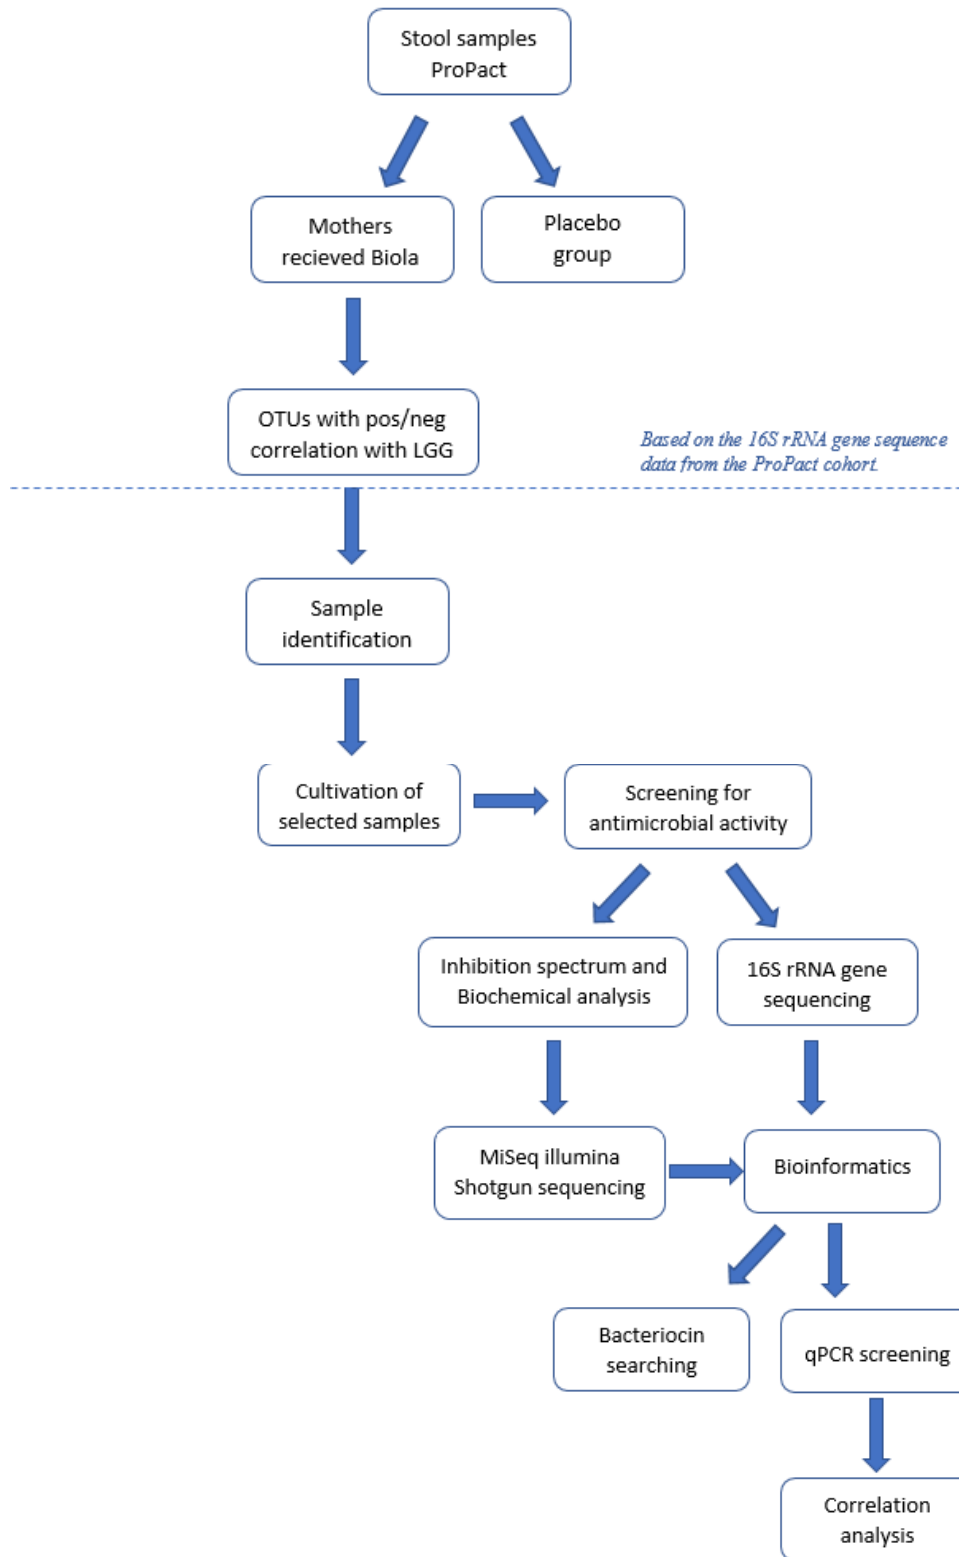 Stool samples
ProPact
Mothers
recieved Biola
Placebo
group
OTUs with pos/neg
correlation with LGG
Based on the 16S rRNA gene sequence
data from the ProPact cohort.
Sample
identification
Cultivation of
selected samples
Screening for
antimicrobial activity
Inhibition spectrum and
Biochemical analysis
16S rRNA gene
sequencing
MiSeq illumina
Shotgun sequencing
Bioinformatics
Bacteriocin
searching
qPCR screening
Correlation
analysis